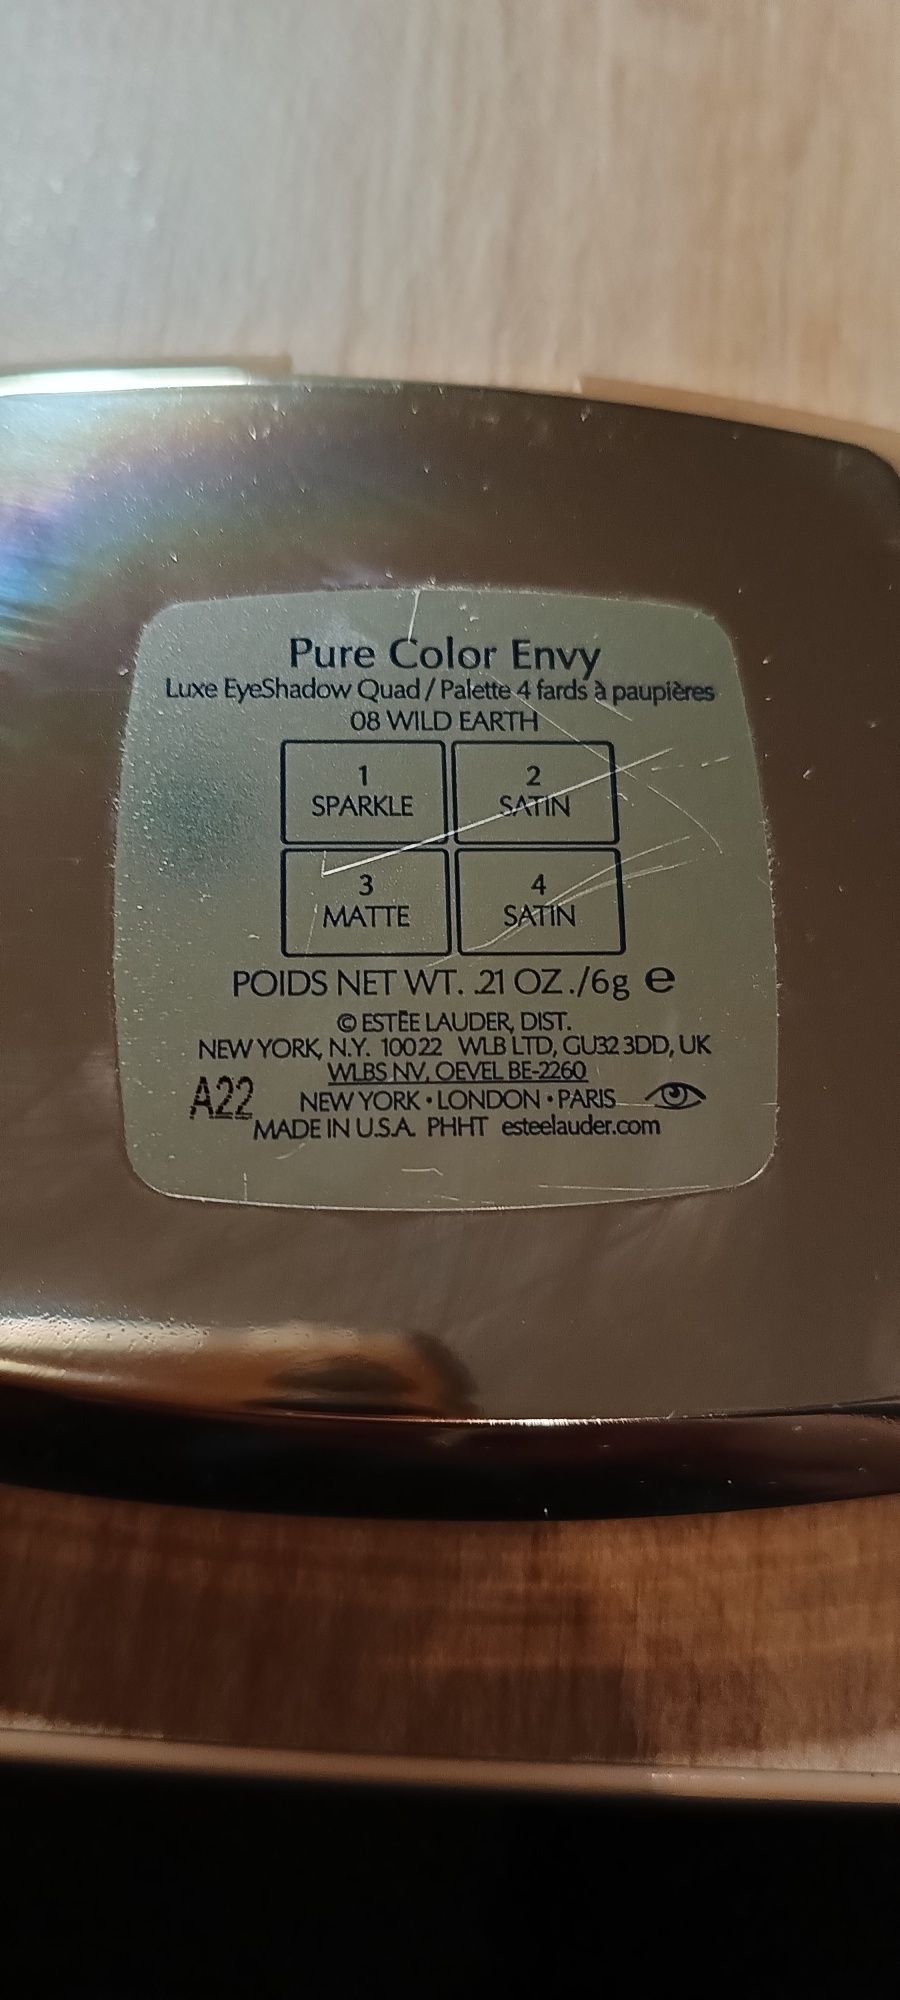 Pure Color Envy
Luxe EyeShadow Quad / Palette 4 fards à paupières
08 WILD EARTH
1
SPARKLE
2
SATIN
3
MATTE
4
SATIN
POIDS NET WT. .21 OZ./6g e
© ESTĒE LAUDER, DIST.
NEW YORK, N.Y. 10022 WLB LTD, GU32 3DD, UK
WLBS NV, OEVEL BE-2260
A22
NEW YORK • LONDON • PARIS
MADE IN U.S.A. PHHT esteelauder.com